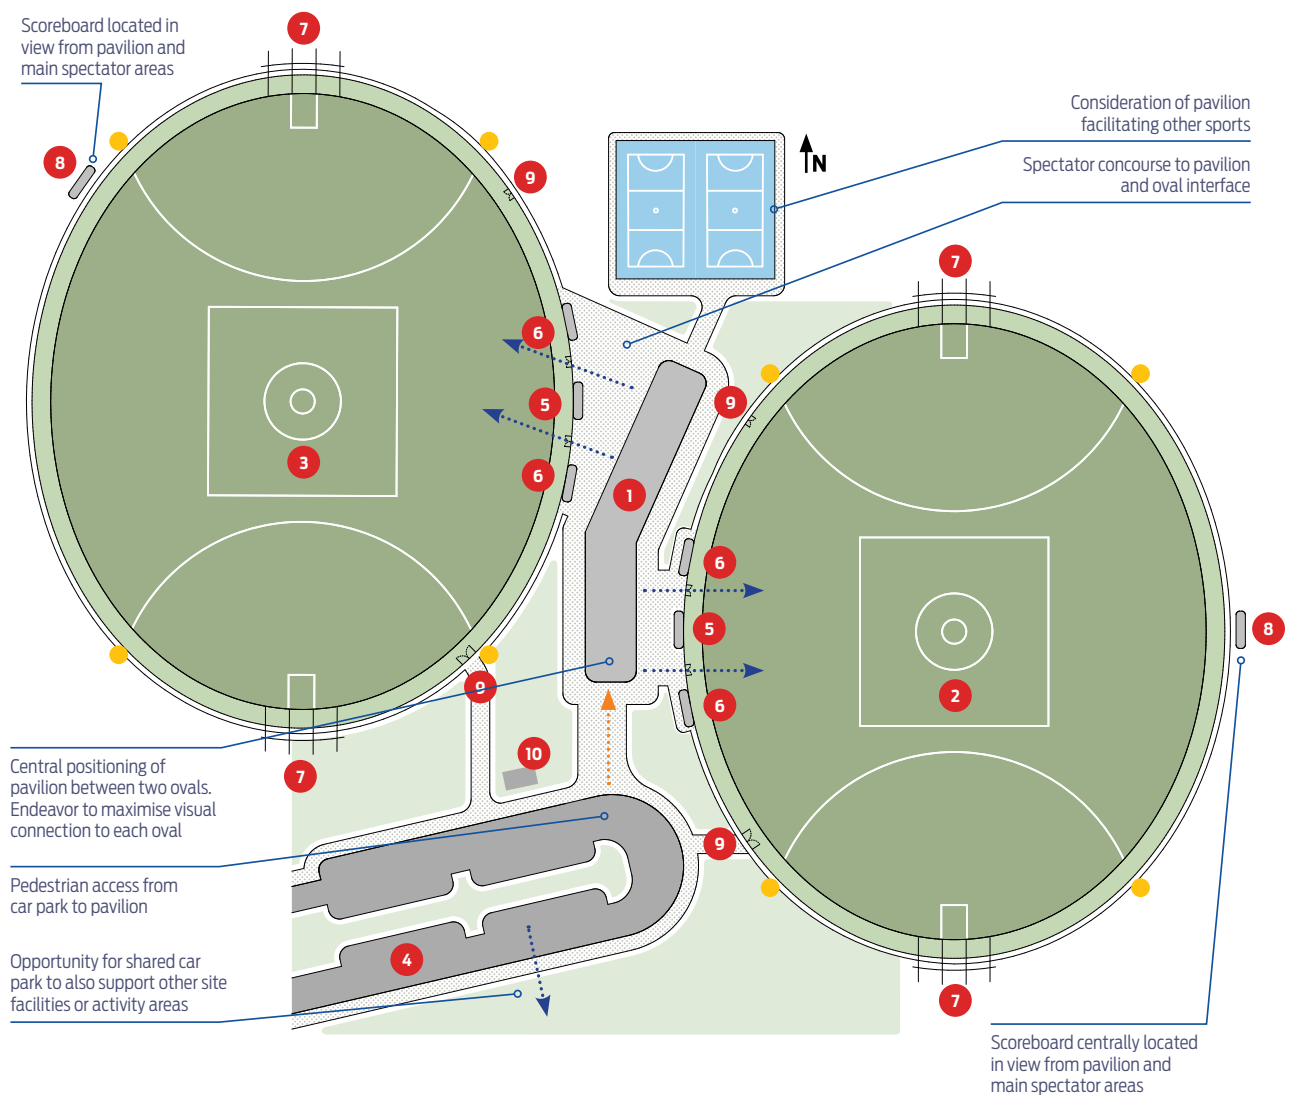 Scoreboard located in
view from pavilion and
main spectator areas
7
8
9
N
Consideration of pavilion
facilitating other sports
Spectator concourse to pavilion
and oval interface
7
6
5
6
3
9
1
6
5
6
2
8
9
7
10
9
4
7
Central positioning of
pavilion between two ovals.
Endeavor to maximise visual
connection to each oval
Pedestrian access from
car park to pavilion
Opportunity for shared car
park to also support other site
facilities or activity areas
Scoreboard centrally located
in view from pavilion and
main spectator areas